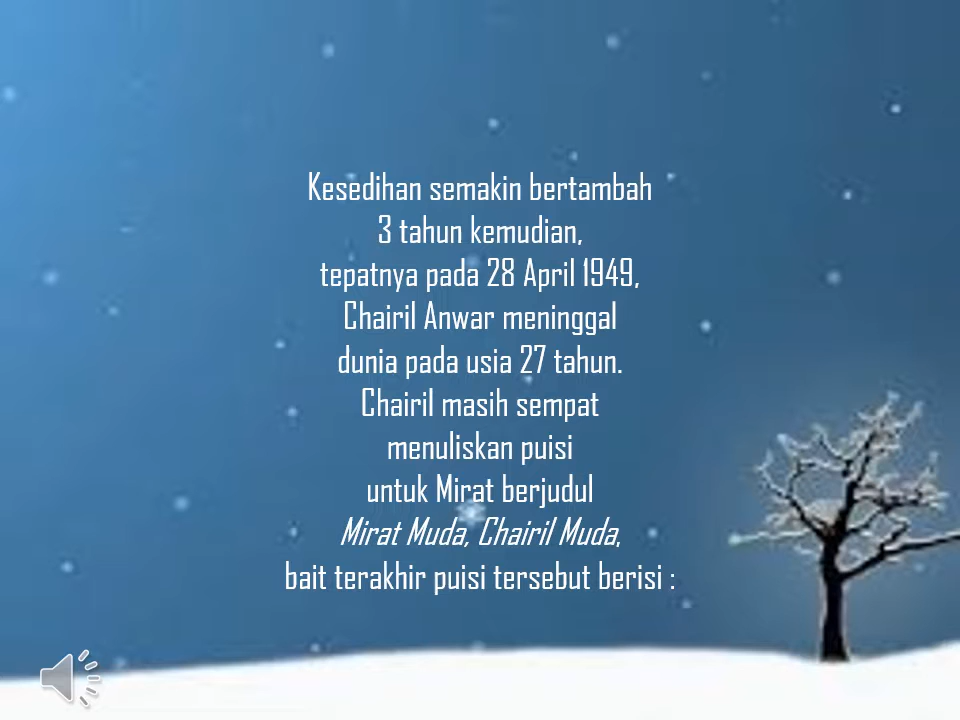 Kesedihan semakin bertambah
3 tahun kemudian,
tepatnya pada 28 April 1949,
Chairil Anwar meninggal
dunia pada usia 27 tahun.
Chairil masih sempat
menuliskan puisi
untuk Mirat berjudul
Mirat Muda, Chairil Muda,
bait terakhir puisi tersebut berisi :